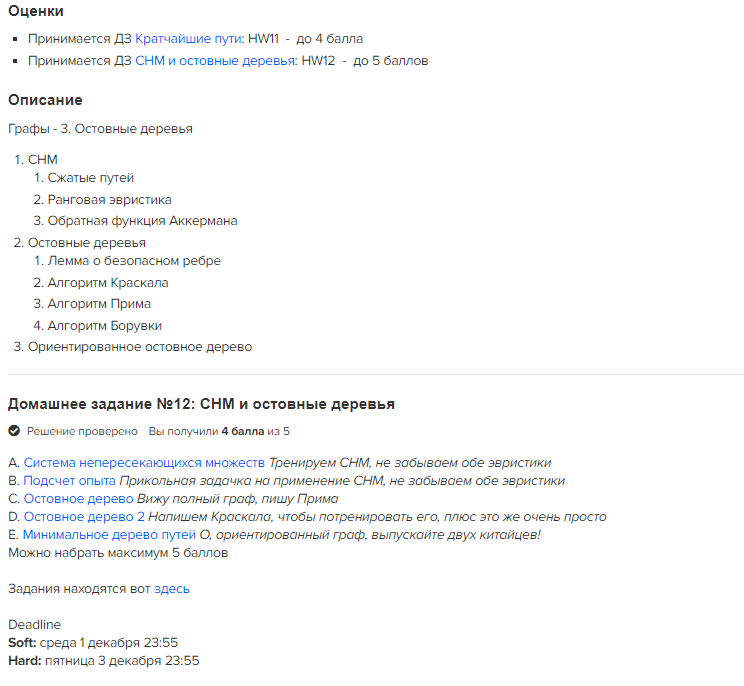 Оценки
▪ Принимается ДЗ Кратчайшие пути: HW11 - до 4 балла
▪ Принимается ДЗ СНМ и остовные деревья: HW12 - до 5 баллов
Описание
Графы - 3. Остовные деревья
1. СНМ
1. Сжатые путей
2. Ранговая эвристика
3. Обратная функция Аккермана
2. Остовные деревья
1. Лемма о безопасном ребре
2. Алгоритм Краскала
3. Алгоритм Прима
4. Алгоритм Борувки
3. Ориентированное остовное дерево
Домашнее задание №12: СНМ и остовные деревья
Решение проверено Вы получили 4 балла из 5
A. Система непересекающихся множеств Тренируем СНМ, не забываем обе эвристики
B. Подсчет опыта Прикольная задачка на применение СНМ, не забываем обе эвристики
C. Остовное дерево Вижу полный граф, пишу Прима
D. Остовное дерево 2 Напишем Краскала, чтобы потренировать его, плюс это же очень просто
E. Минимальное дерево путей О, ориентированный граф, выпускайте двух китайцев!
Можно набрать максимум 5 баллов
Задания находятся вот здесь
Deadline
Soft: среда 1 декабря 23:55
Hard: пятница 3 декабря 23:55